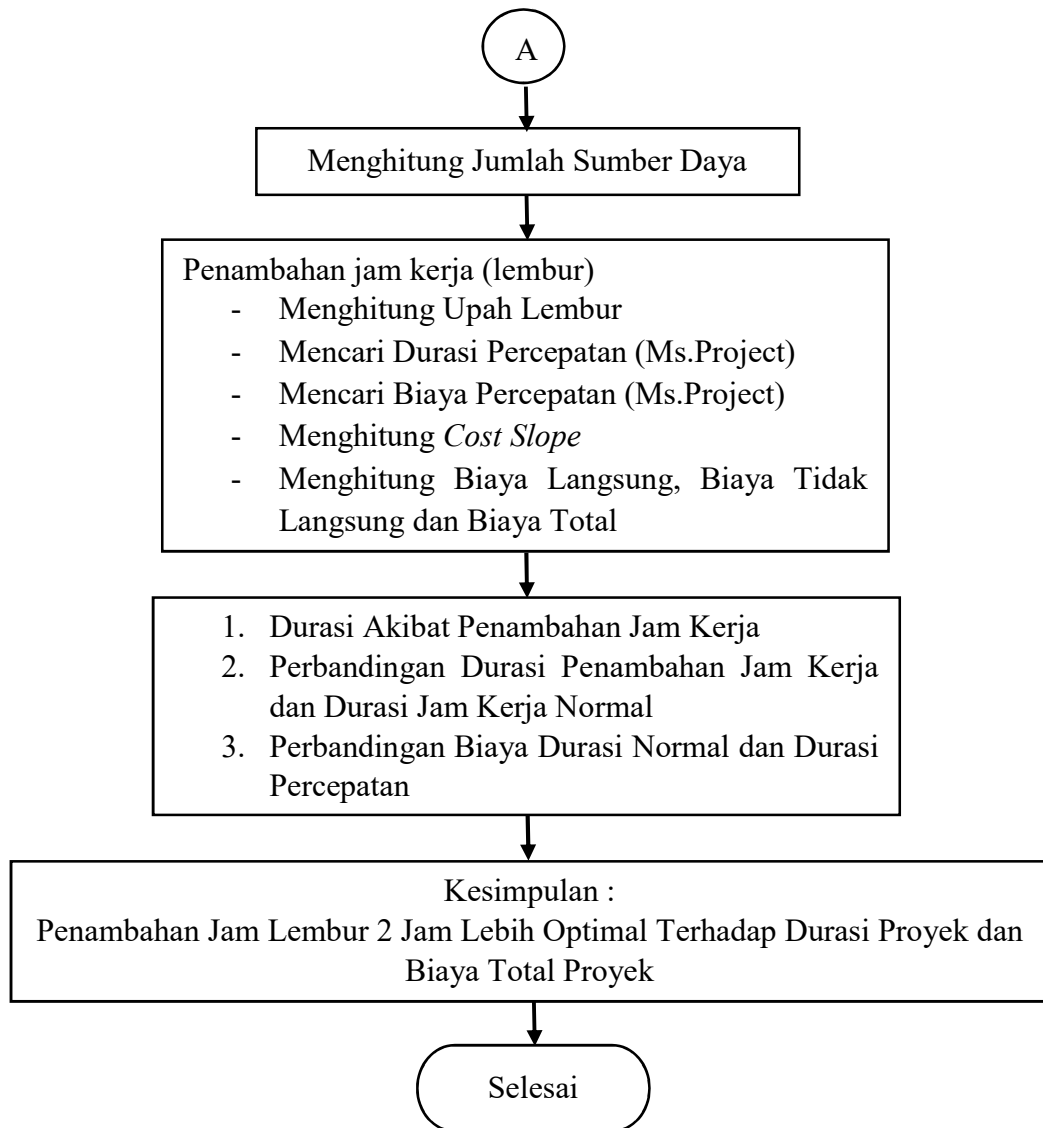 A
Menghitung Jumlah Sumber Daya
Penambahan jam kerja (lembur)
- Menghitung Upah Lembur
- Mencari Durasi Percepatan (Ms.Project)
- Mencari Biaya Percepatan (Ms.Project)
- Menghitung Cost Slope
- Menghitung Biaya Langsung, Biaya Tidak
Langsung dan Biaya Total
1. Durasi Akibat Penambahan Jam Kerja
2. Perbandingan Durasi Penambahan Jam Kerja
dan Durasi Jam Kerja Normal
3. Perbandingan Biaya Durasi Normal dan Durasi
Percepatan
Kesimpulan :
Penambahan Jam Lembur 2 Jam Lebih Optimal Terhadap Durasi Proyek dan
Biaya Total Proyek
Selesai